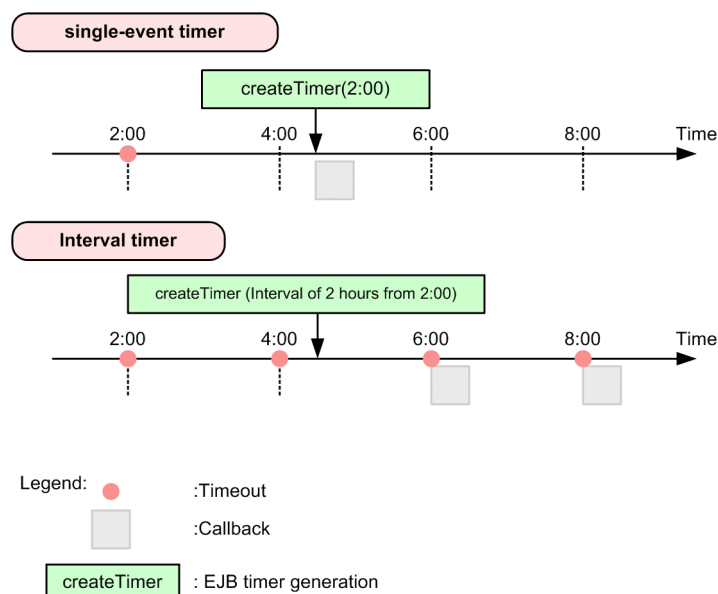 single-event timer
createTimer(2:00)
2:00 4:00 6:00 8:00 Time
Interval timer
createTimer (Interval of 2 hours from 2:00)
2:00 4:00 6:00 8:00 Time
Legend: :Timeout
:Callback
createTimer : EJB timer generation